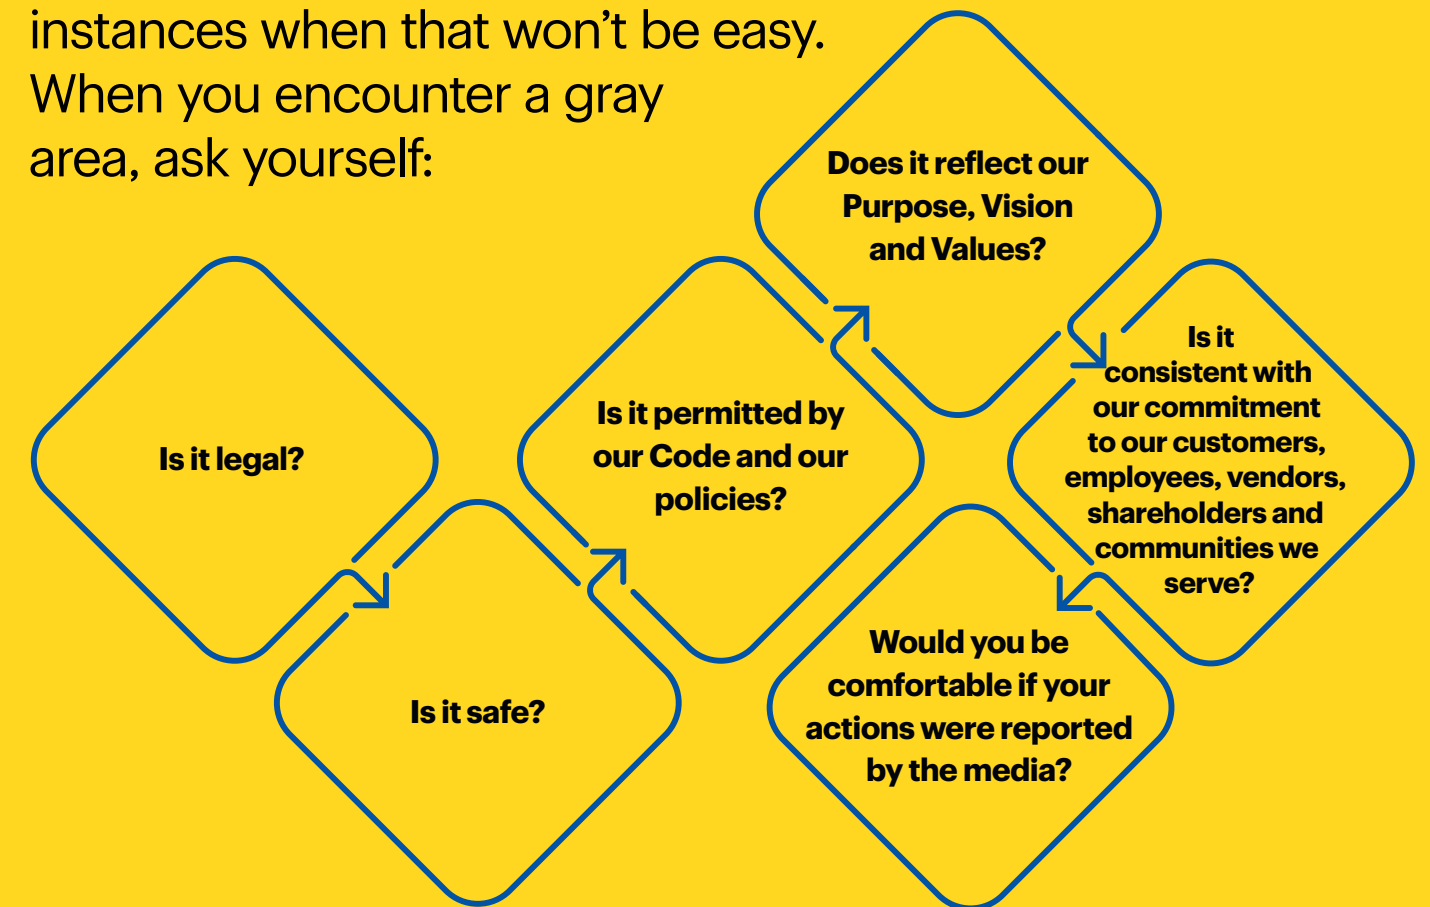 instances when that won’t be easy.
When you encounter a gray
area, ask yourself:
Is it legal?
Is it safe?
Is it permitted by
our Code and our
policies?
Does it reflect our
Purpose, Vision
and Values?
Is it
consistent with
our commitment
to our customers,
employees, vendors,
shareholders and
communities we
serve?
Would you be
comfortable if your
actions were reported
by the media?